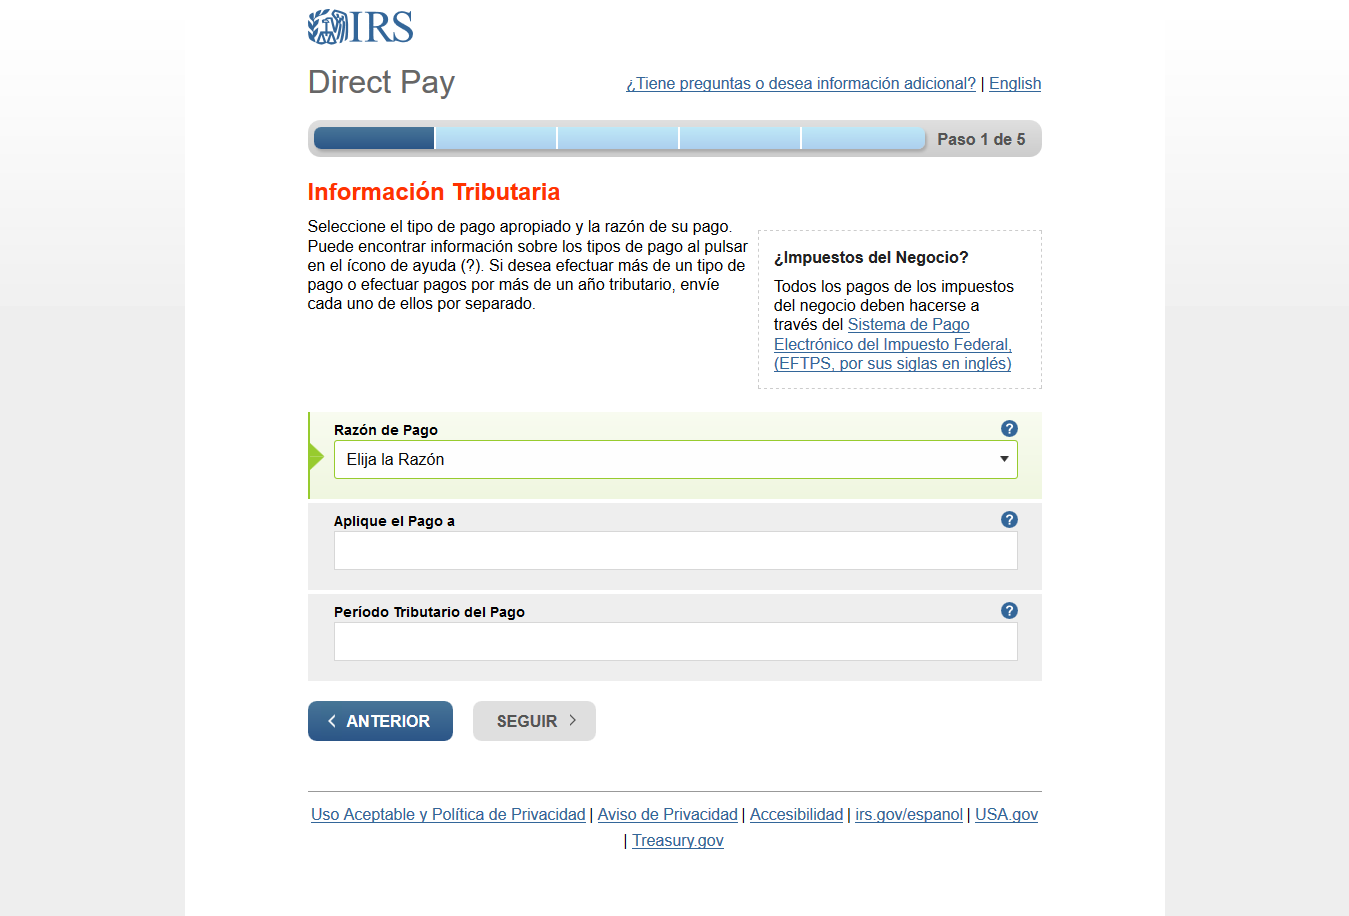 IRS
Direct Pay
¿Tiene preguntas o desea información adicional? | English
Paso 1 de 5
Información Tributaria
Seleccione el tipo de pago apropiado y la razón de su pago.
Puede encontrar información sobre los tipos de pago al pulsar
en el ícono de ayuda (?). Si desea efectuar más de un tipo de
pago o efectuar pagos por más de un año tributario, envíe
cada uno de ellos por separado.
¿Impuestos del Negocio?
Todos los pagos de los impuestos
del negocio deben hacerse a
través del Sistema de Pago
Electrónico del Impuesto Federal,
(EFTPS, por sus siglas en inglés)
Razón de Pago ?
Elija la Razón
Aplique el Pago a ?
Período Tributario del Pago ?
ANTERIOR
SEGUIR
Uso Aceptable y Política de Privacidad | Aviso de Privacidad | Accesibilidad | irs.gov/espanol | USA.gov
| Treasury.gov